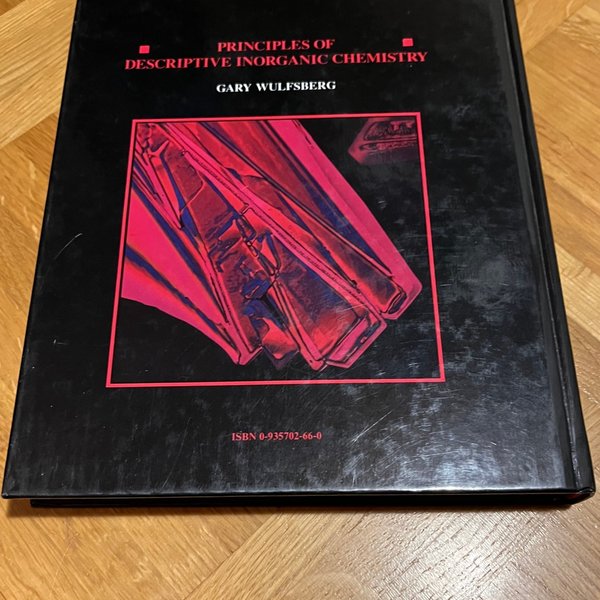 PRINCIPLES OF
DESCRIPTIVE INORGANIC CHEMISTRY
GARY WULFSBERG
ISBN 0-935702-66-0